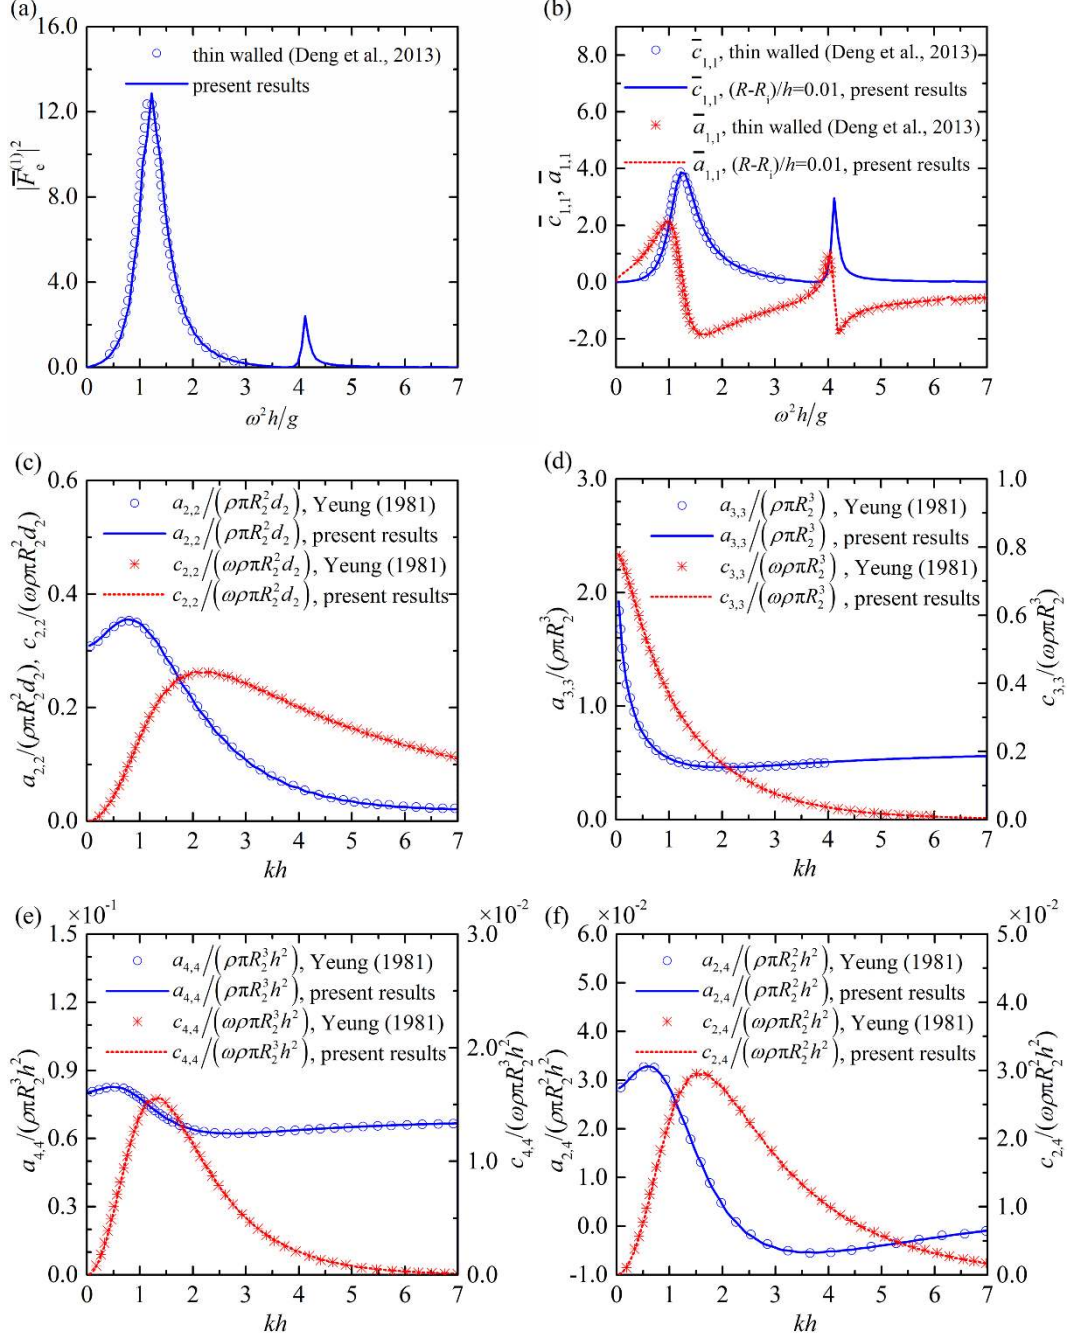 (a)
16.0
12.0
8.0
4.0
0.0
|F̅ₑ⁽¹⁾|²
thin walled (Deng et al., 2013)
present results
0 1 2 3 4 5 6 7
ω²h/g
(b)
8.0
6.0
4.0
2.0
0.0
-2.0
c̅₁,₁, a̅₁,₁
c̅₁,₁, thin walled (Deng et al., 2013)
c̅₁,₁, (R-Rᵢ)/h=0.01, present results
a̅₁,₁, thin walled (Deng et al., 2013)
a̅₁,₁, (R-Rᵢ)/h=0.01, present results
0 1 2 3 4 5 6 7
ω²h/g
(c)
0.6
0.4
0.2
0.0
a₂,₂/(ρπR₂²d₂), c₂,₂/(ωρπR₂²d₂)
a₂,₂/(ρπR₂²d₂), Yeung (1981)
a₂,₂/(ρπR₂²d₂), present results
c₂,₂/(ωρπR₂²d₂), Yeung (1981)
c₂,₂/(ωρπR₂²d₂), present results
0 1 2 3 4 5 6 7
kh
(d)
3.0
2.0
1.0
0.0
a₃,₃/(ρπR₂³)
a₃,₃/(ρπR₂³) , Yeung (1981)
a₃,₃/(ρπR₂³) , present results
c₃,₃/(ωρπR₂³) , Yeung (1981)
c₃,₃/(ωρπR₂³) , present results
1.0
0.8
0.6
0.4
0.2
0.0
c₃,₃/(ωρπR₂³)
0 1 2 3 4 5 6 7
kh
(e)
×10⁻¹
1.5
1.2
0.9
0.6
0.3
0.0
a₄,₄/(ρπR₂³h²)
a₄,₄/(ρπR₂³h²), Yeung (1981)
a₄,₄/(ρπR₂³h²), present results
c₄,₄/(ωρπR₂³h²), Yeung (1981)
c₄,₄/(ωρπR₂³h²), present results
×10⁻²
3.0
2.0
1.0
0.0
c₄,₄/(ωρπR₂³h²)
0 1 2 3 4 5 6 7
kh
(f)
×10⁻²
6.0
5.0
4.0
3.0
2.0
1.0
0.0
-1.0
a₂,₄/(ρπR₂²h²)
a₂,₄/(ρπR₂²h²), Yeung (1981)
a₂,₄/(ρπR₂²h²), present results
c₂,₄/(ωρπR₂²h²), Yeung (1981)
c₂,₄/(ωρπR₂²h²), present results
×10⁻²
5.0
4.0
3.0
2.0
1.0
0.0
c₂,₄/(ωρπR₂²h²)
0 1 2 3 4 5 6 7
kh